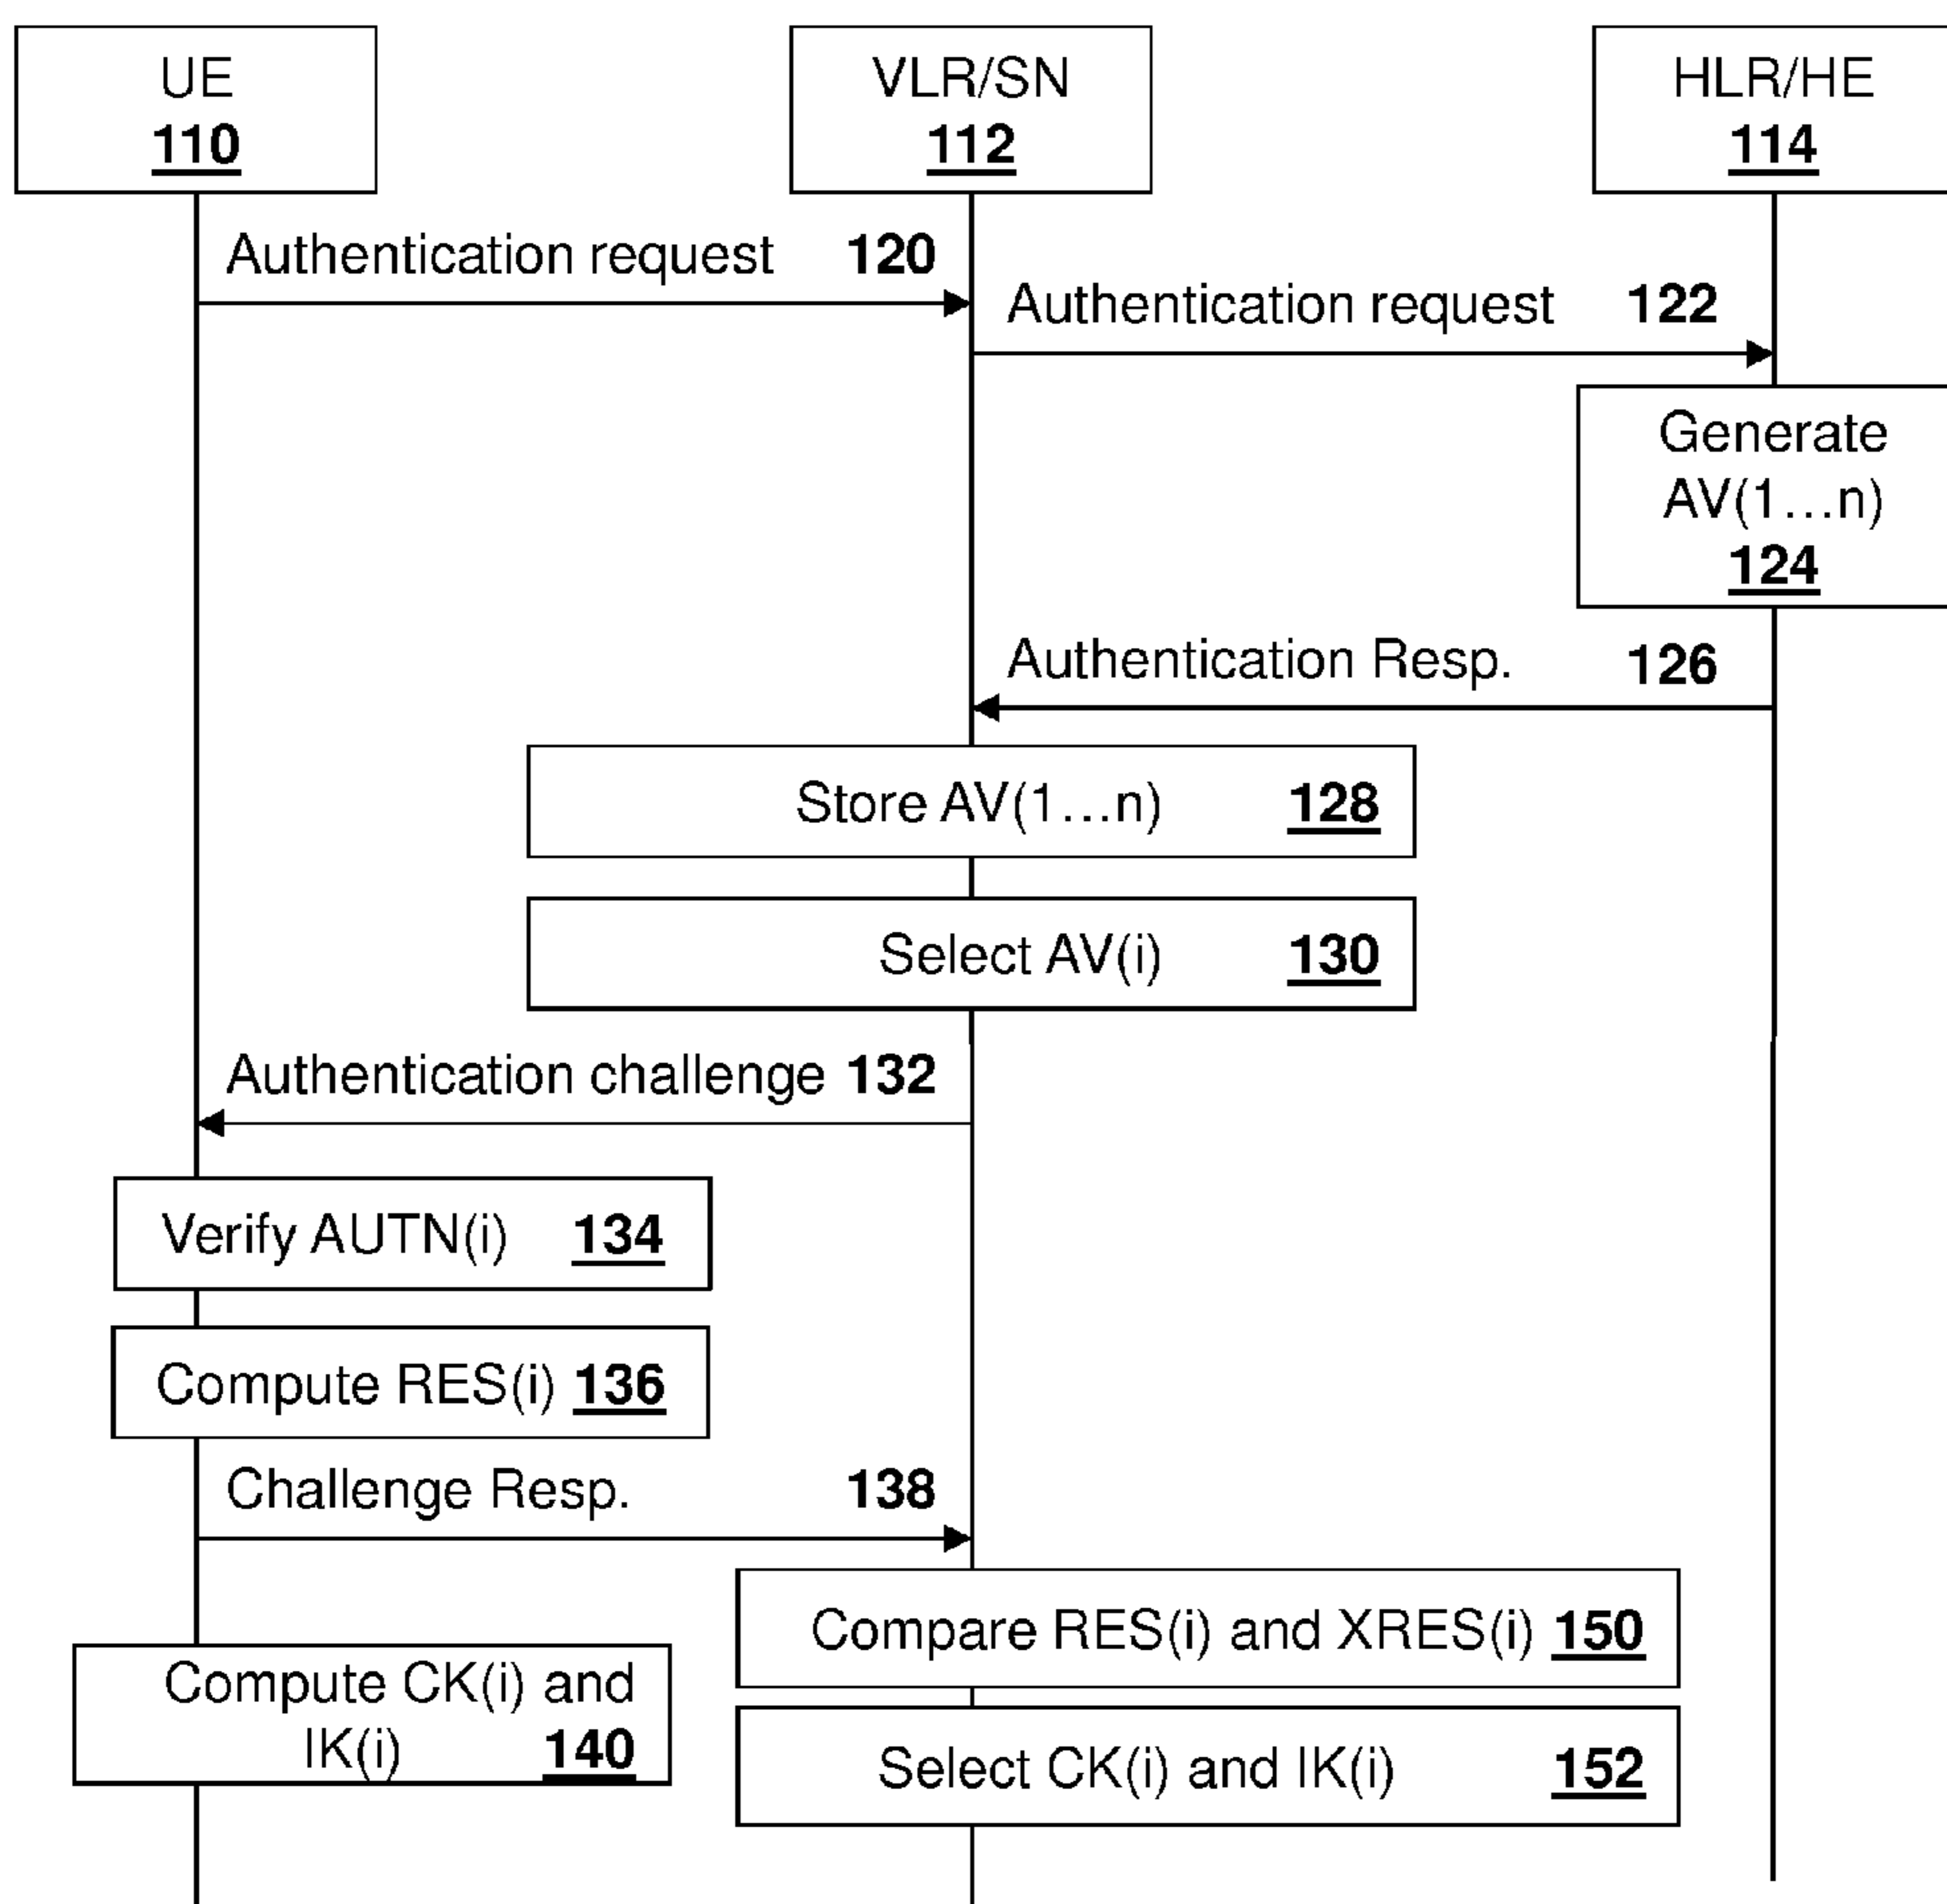 UE
110
VLR/SN
112
HLR/HE
114
Authentication request 120
Authentication request 122
Generate
AV(1...n)
124
Authentication Resp. 126
Store AV(1...n) 128
Select AV(i) 130
Authentication challenge 132
Verify AUTN(i) 134
Compute RES(i) 136
Challenge Resp. 138
Compare RES(i) and XRES(i) 150
Compute CK(i) and
IK(i) 140
Select CK(i) and IK(i) 152